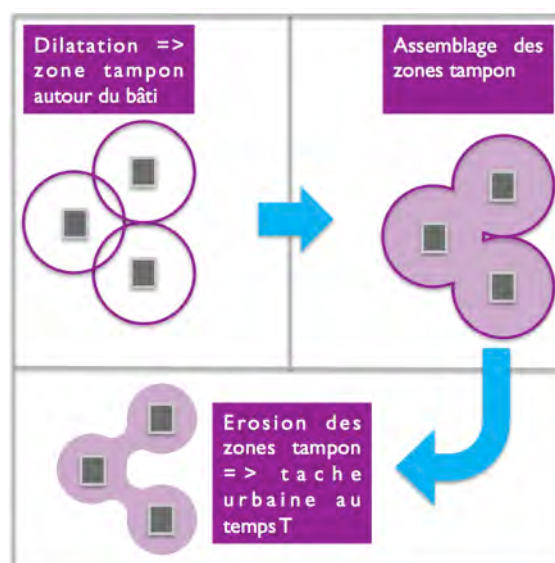 Dilatation =>
zone tampon
autour du bâti
Assemblage des
zones tampon
Erosion des
zones tampon
=> tache
urbaine au
temps T